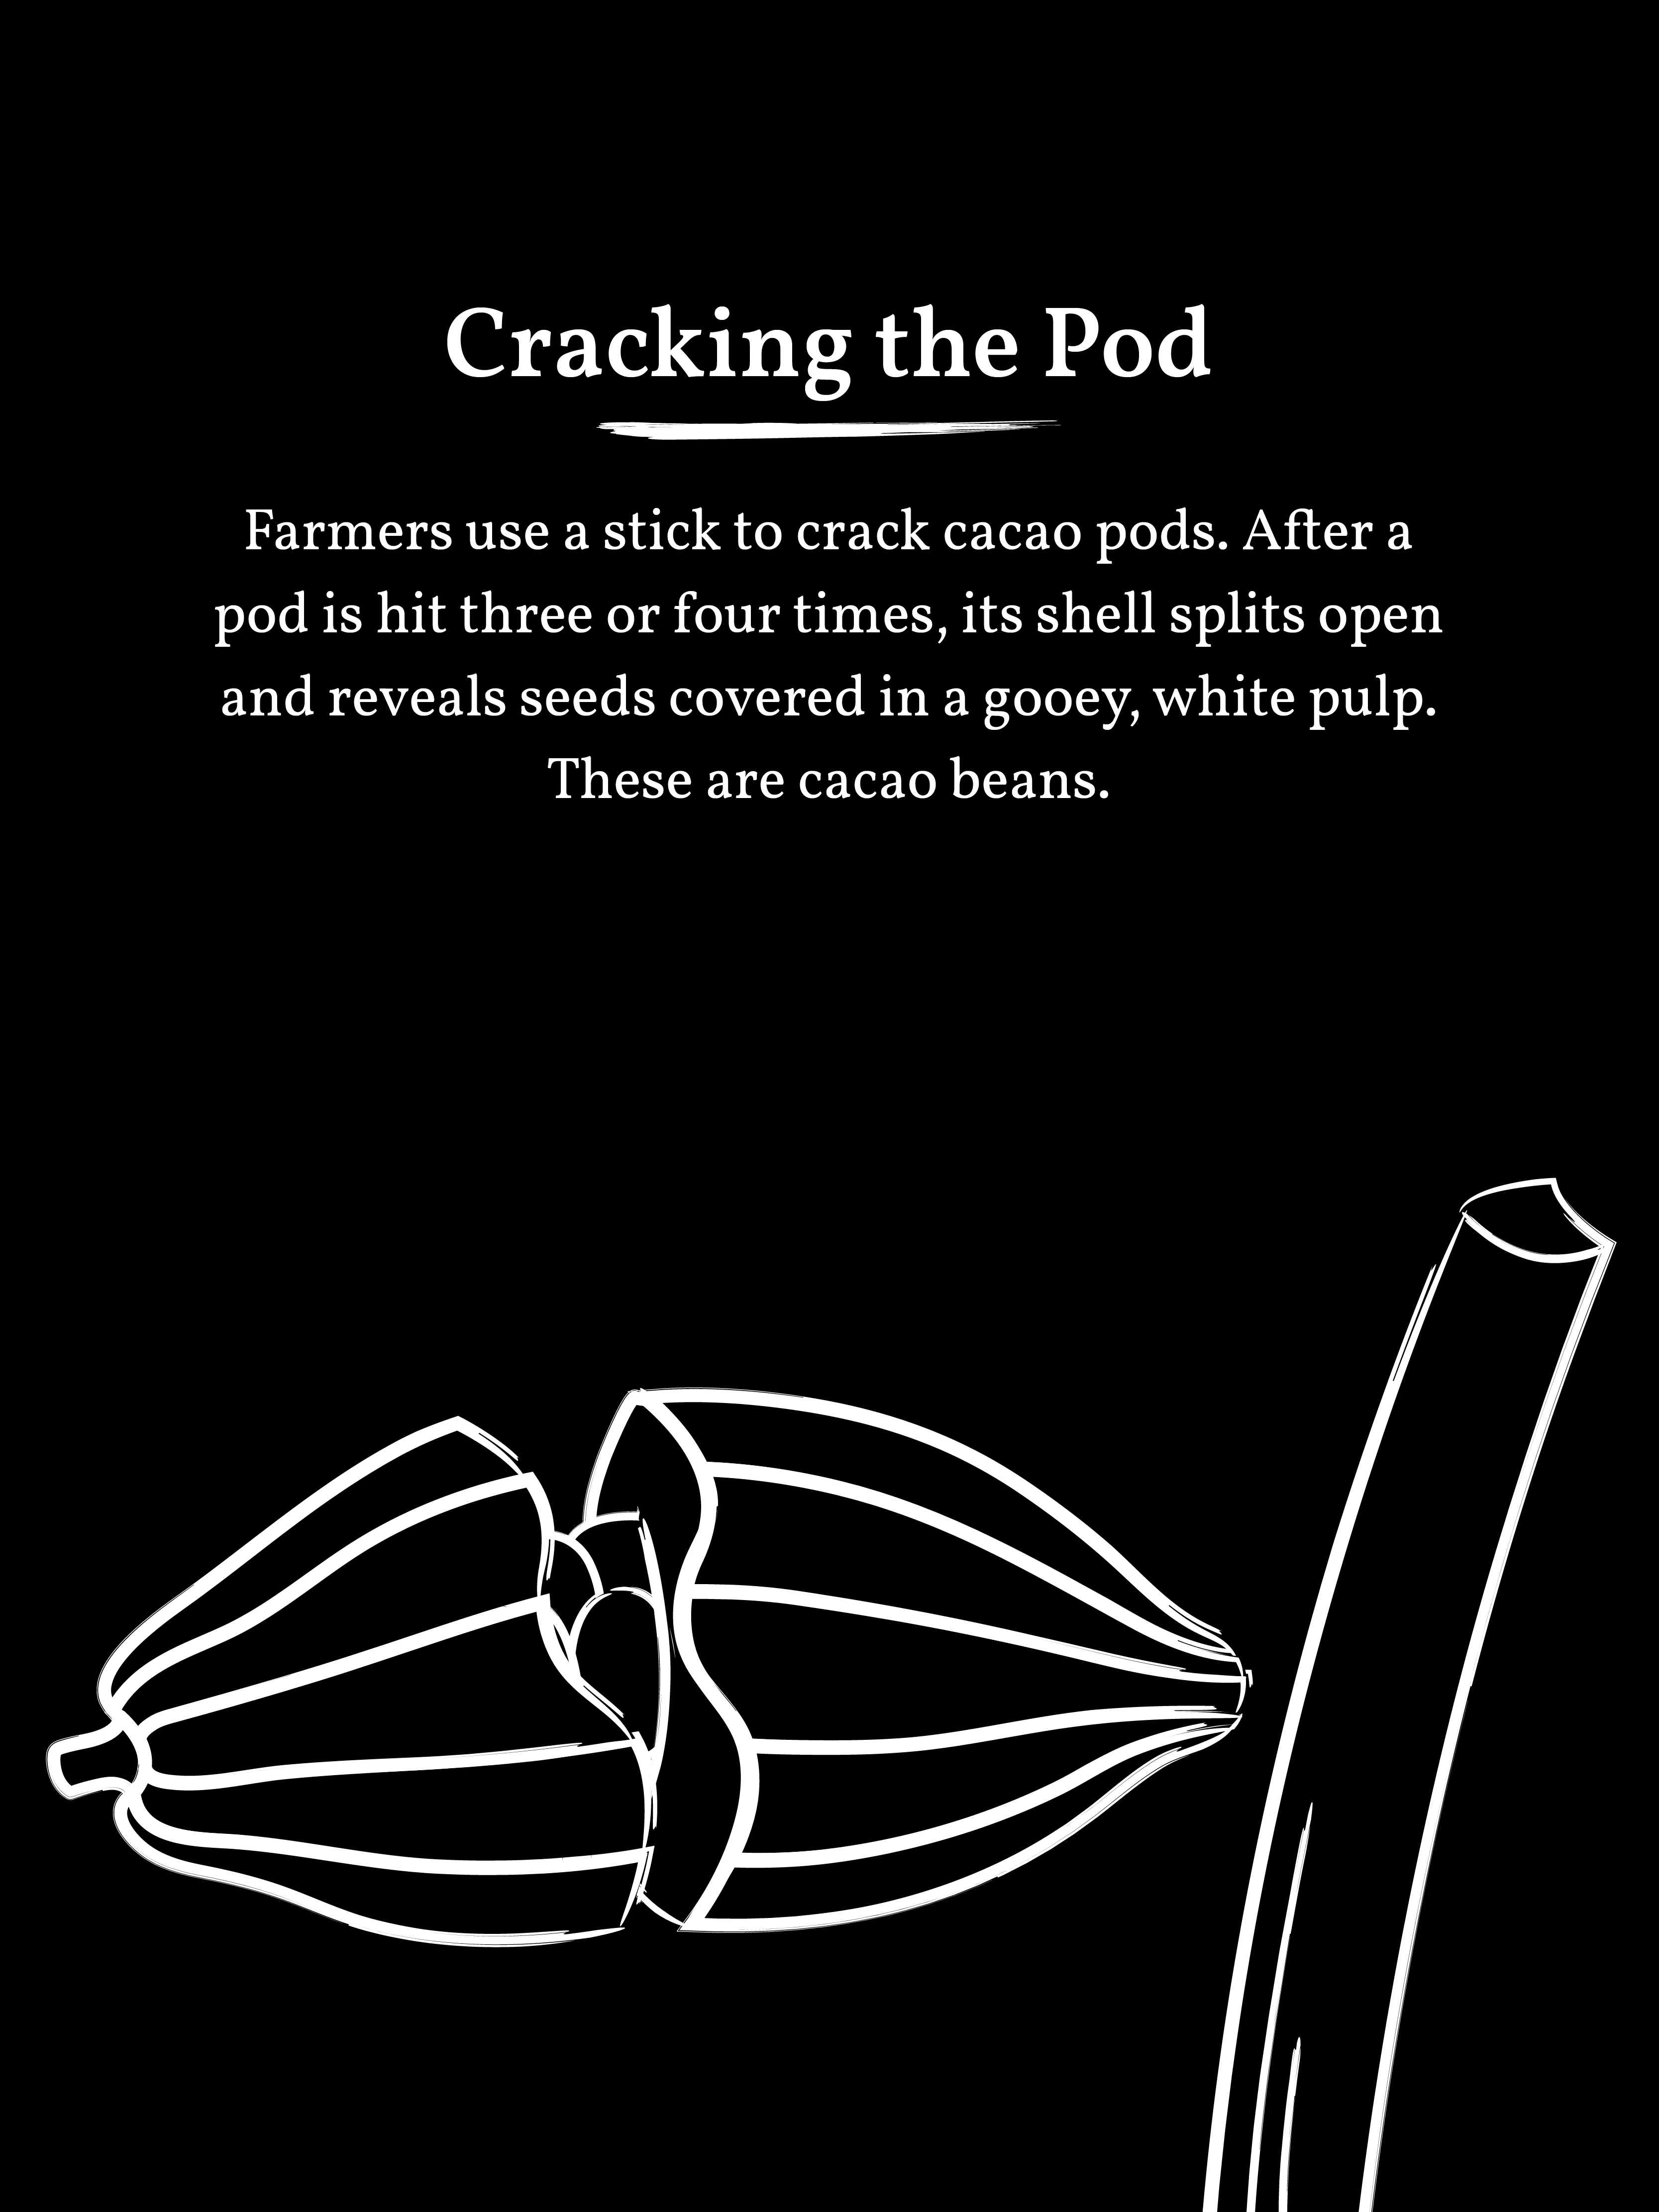 Cracking the Pod
Farmers use a stick to crack cacao pods. After a
pod is hit three or four times, its shell splits open
and reveals seeds covered in a gooey, white pulp.
These are cacao beans.